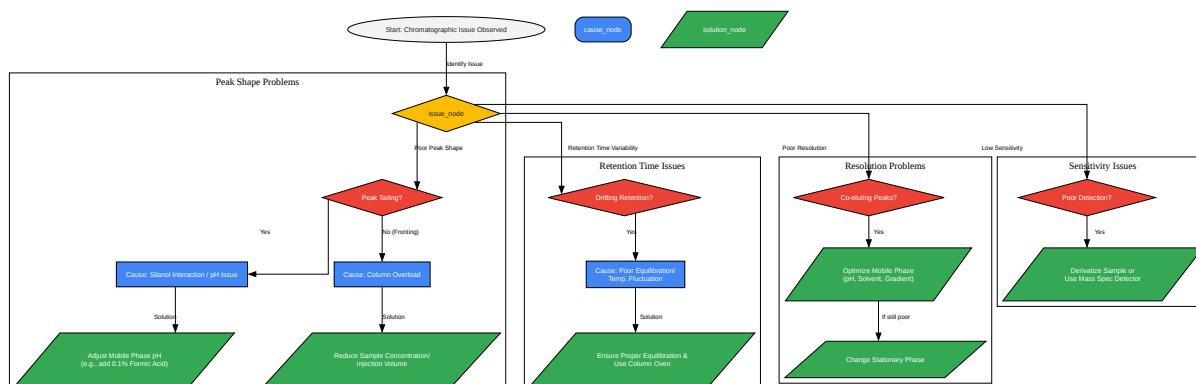 Start: Chromatographic Issue Observed
cause_node
solution_node
Identify Issue
Peak Shape Problems
issue_node
Poor Peak Shape
Retention Time Variability
Poor Resolution
Low Sensitivity
Retention Time Issues
Resolution Problems
Sensitivity Issues
Peak Tailing?
Drifting Retention?
Co-eluting Peaks?
Poor Detection?
Yes
No (Fronting)
Yes
Yes
Yes
Cause: Silanol Interaction / pH Issue
Cause: Column Overload
Cause: Poor Equilibration/
Temp. Fluctuation
Optimize Mobile Phase
(pH, Solvent, Gradient)
Derivatize Sample or
Use Mass Spec Detector
Solution
Solution
Solution
If still poor
Adjust Mobile Phase pH
(e.g., add 0.1% Formic Acid)
Reduce Sample Concentration/
Injection Volume
Ensure Proper Equilibration &
Use Column Oven
Change Stationary Phase